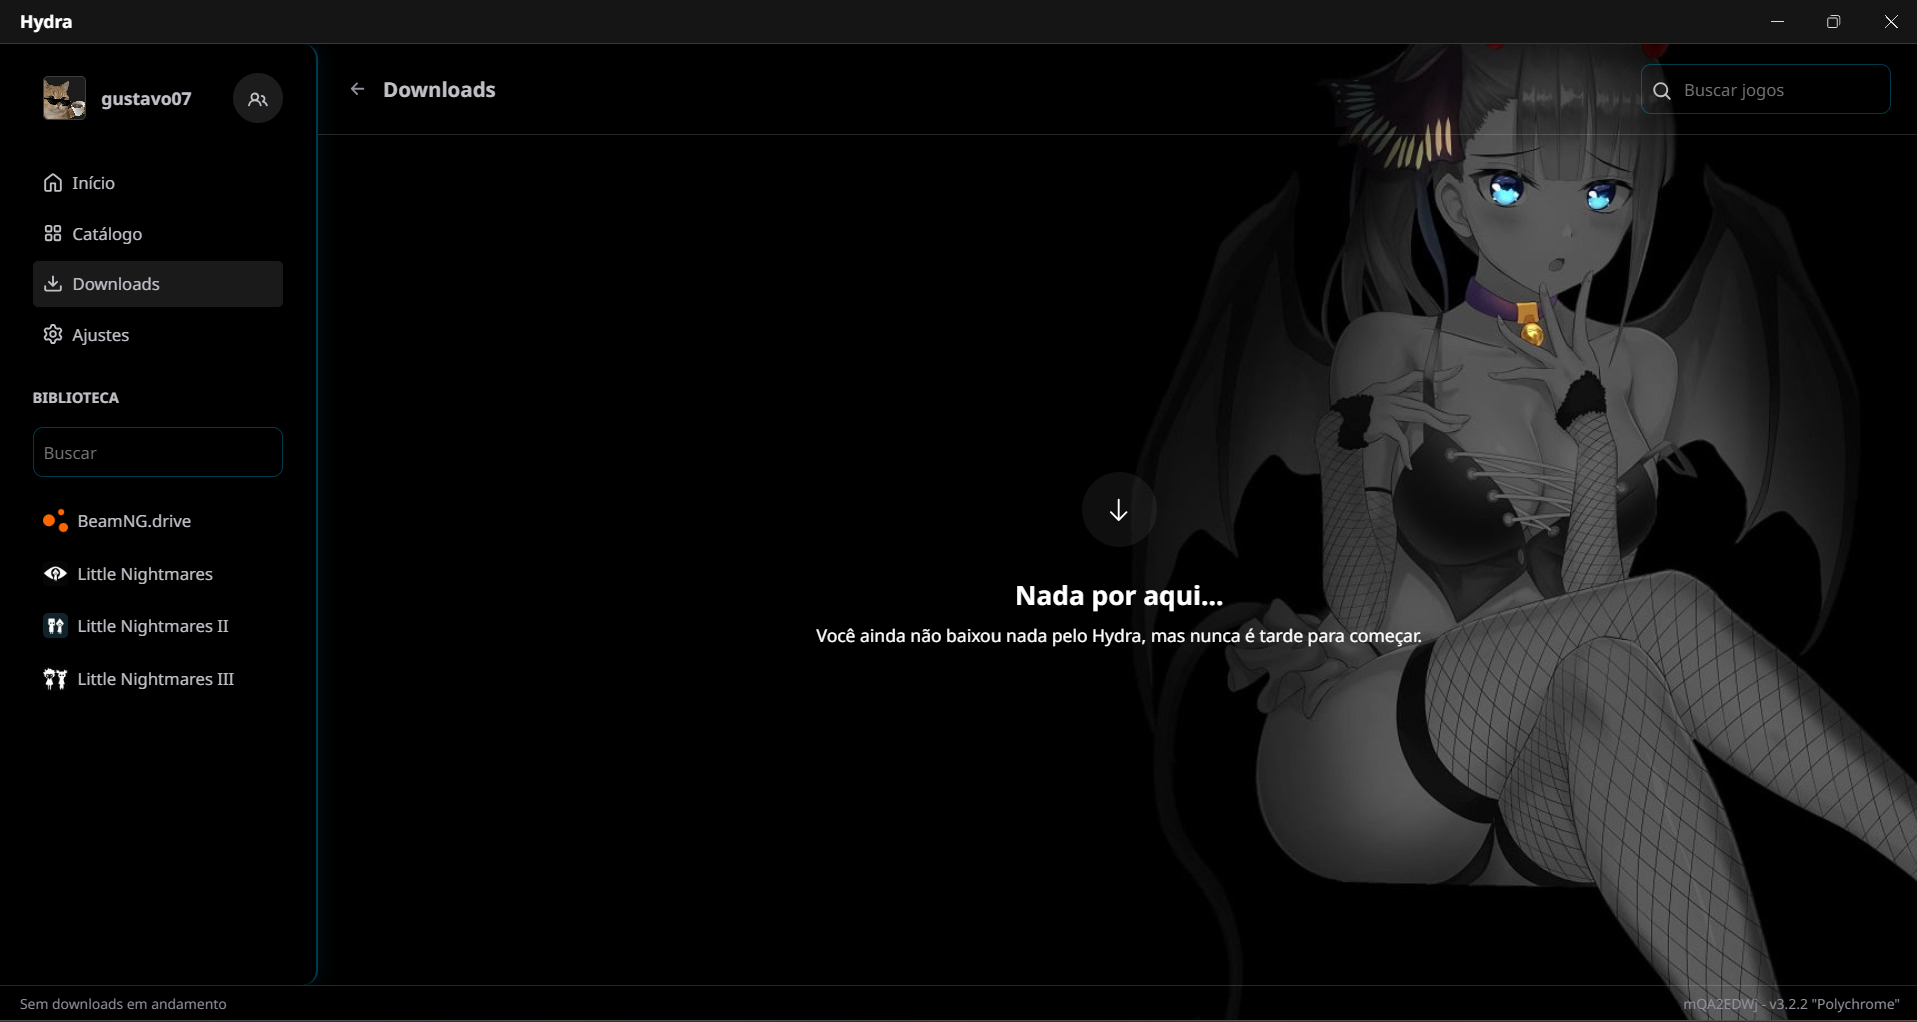 Hydra
gustavo07
Início
Catálogo
Downloads
Ajustes
BIBLIOTECA
Buscar
BeamNG.drive
Little Nightmares
Little Nightmares II
Little Nightmares III
Downloads
Buscar jogos
Nada por aqui...
Você ainda não baixou nada pelo Hydra, mas nunca é tarde para começar.
Sem downloads em andamento
mQA2EDWj - v3.2.2 "Polychrome"